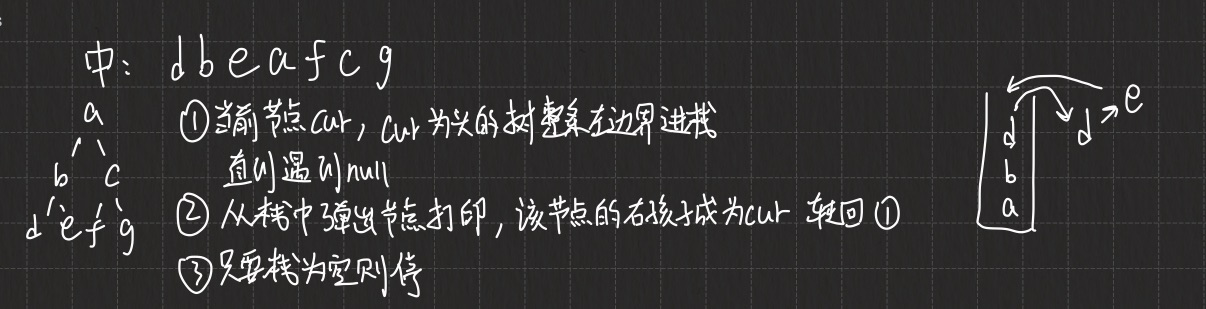 中: d b e a f c g
a
b c
d e f g
①当前节点cur, cur为头的树整条左边界进栈
直到遇到null
②从栈中弹出节点打印,该节点的右孩子成为cur 转回①
③只要栈为空则停
d
b
a
d
e